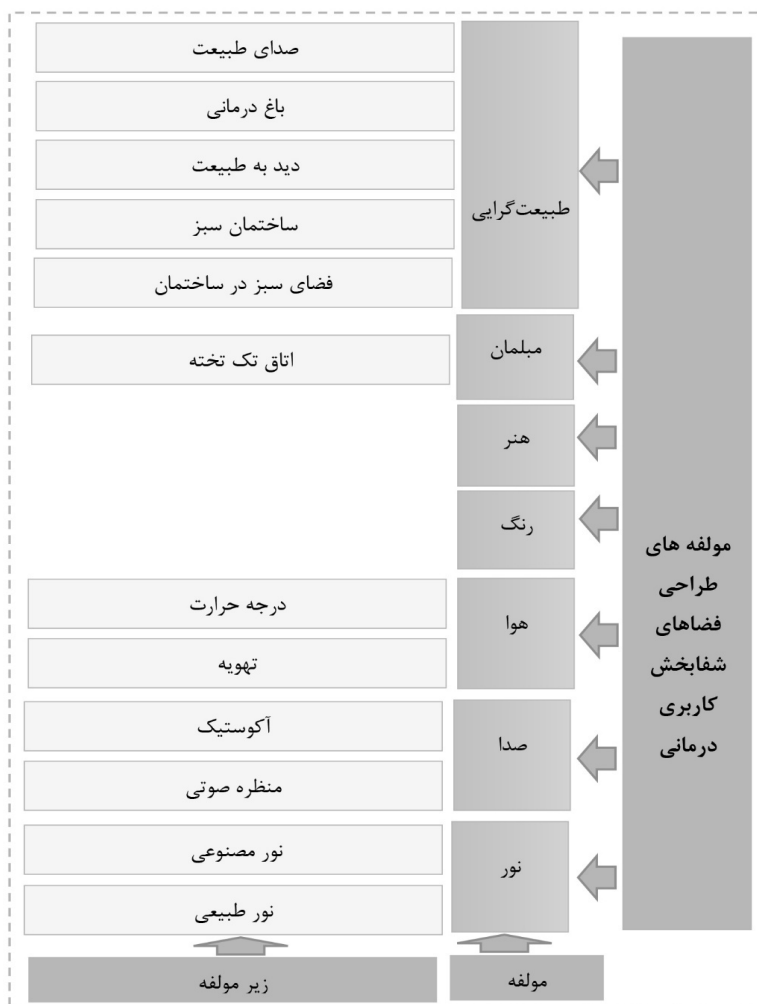 مولفه های
طراحی
فضاهای
شفابخش
کاربری
درمانی
طبیعت‌گرایی
صدای طبیعت
باغ درمانی
دید به طبیعت
ساختمان سبز
فضای سبز در ساختمان
مبلمان
اتاق تک تخته
هنر
رنگ
هوا
درجه حرارت
تهویه
صدا
آکوستیک
منظره صوتی
نور
نور مصنوعی
نور طبیعی
مولفه
زیر مولفه